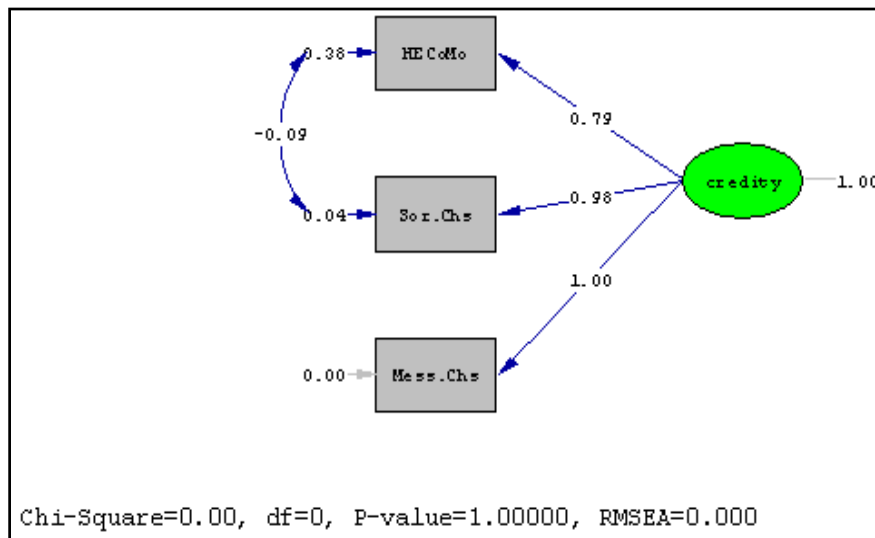 0.38 HECoMo
0.79
-0.09
credity 1.00
0.98
0.04 Sor.Chs
1.00
0.00 Mess.Chs
Chi-Square=0.00, df=0, P-value=1.00000, RMSEA=0.000